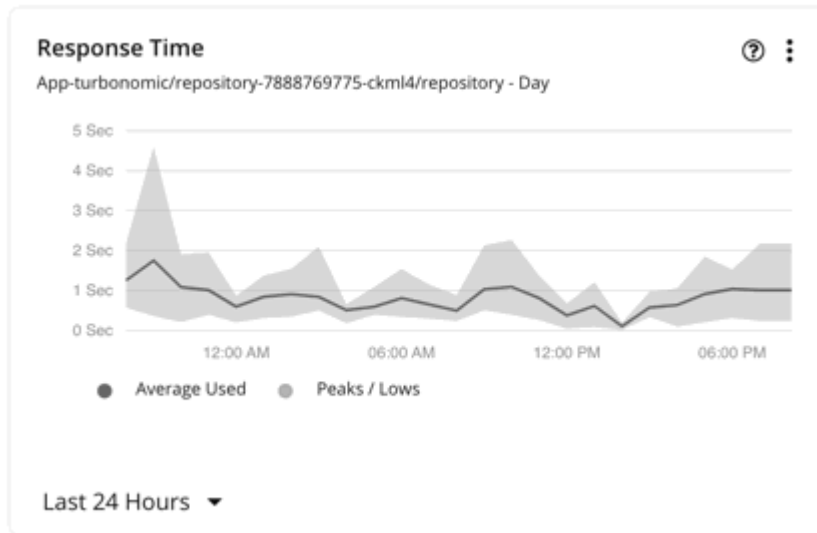 Response Time
App-turbonomic/repository-7888769775-ckml4/repository - Day
5 Sec
4 Sec
3 Sec
2 Sec
1 Sec
0 Sec
12:00 AM 06:00 AM 12:00 PM 06:00 PM
Average Used Peaks / Lows
Last 24 Hours